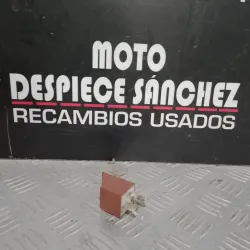 MOTO
DESPIECE SÁNCHEZ
RECAMBIOS USADOS